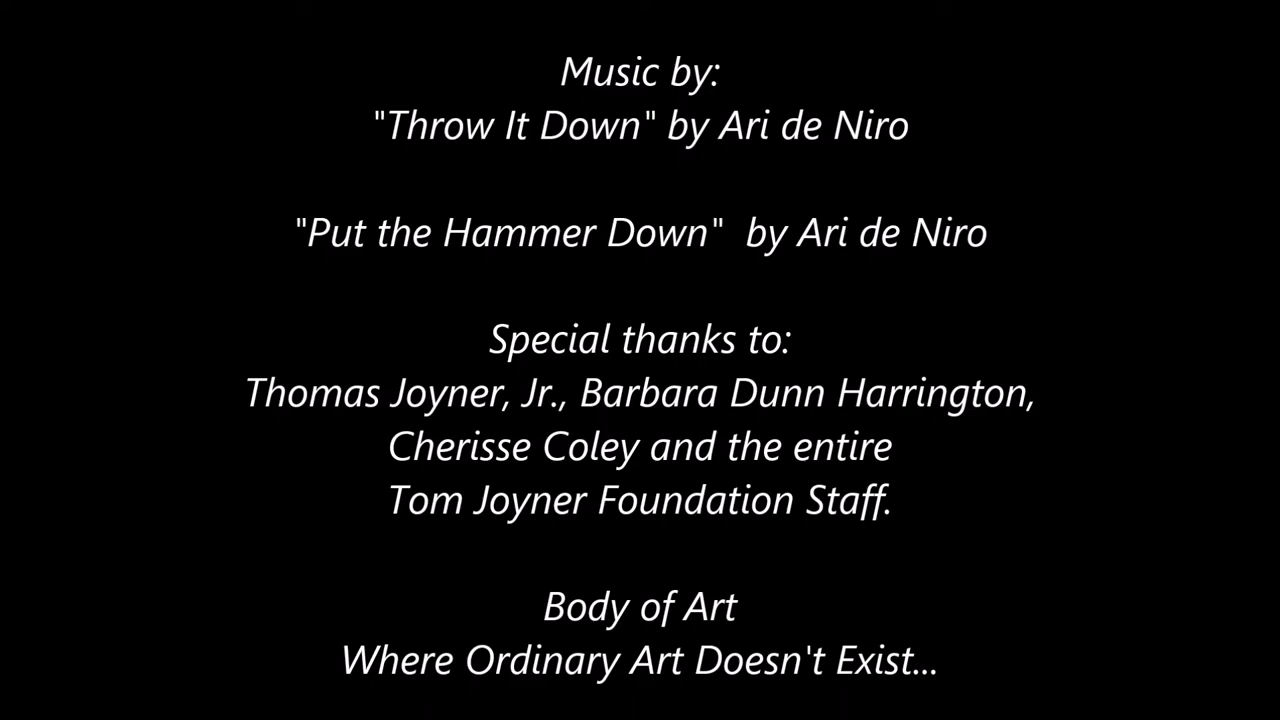 Music by:
"Throw It Down" by Ari de Niro
"Put the Hammer Down"  by Ari de Niro
Special thanks to:
Thomas Joyner, Jr., Barbara Dunn Harrington,
Cherisse Coley and the entire
Tom Joyner Foundation Staff.
Body of Art
Where Ordinary Art Doesn't Exist...